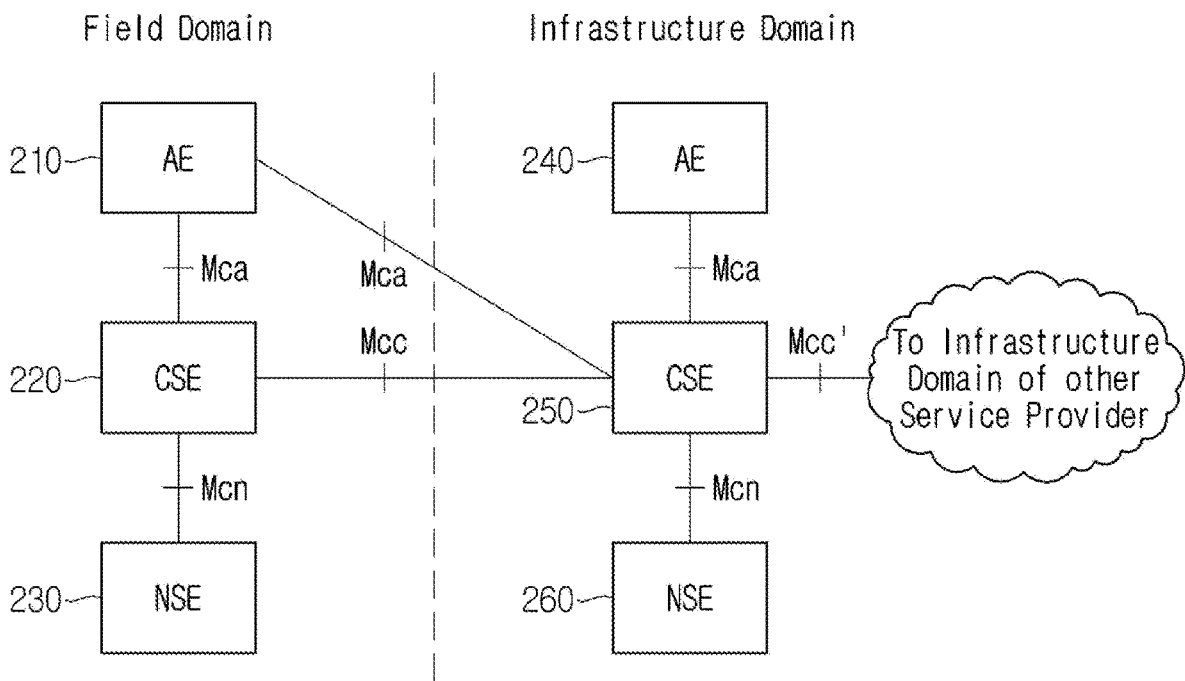 Field Domain
Infrastructure Domain
210
AE
240
AE
Mca
Mca
Mca
220
CSE
Mcc
250
CSE
Mcc'
To Infrastructure
Domain of other
Service Provider
Mcn
Mcn
230
NSE
260
NSE